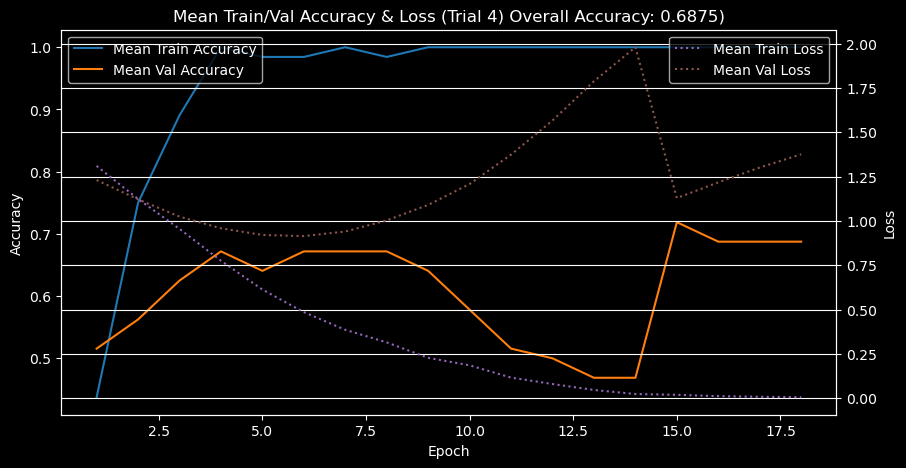 Mean Train/Val Accuracy & Loss (Trial 4) Overall Accuracy: 0.6875)
Mean Train Accuracy
Mean Val Accuracy
Mean Train Loss
Mean Val Loss
1.0
0.9
0.8
0.7
0.6
0.5
Accuracy
2.00
1.75
1.50
1.25
1.00
0.75
0.50
0.25
0.00
Loss
2.5 5.0 7.5 10.0 12.5 15.0 17.5
Epoch